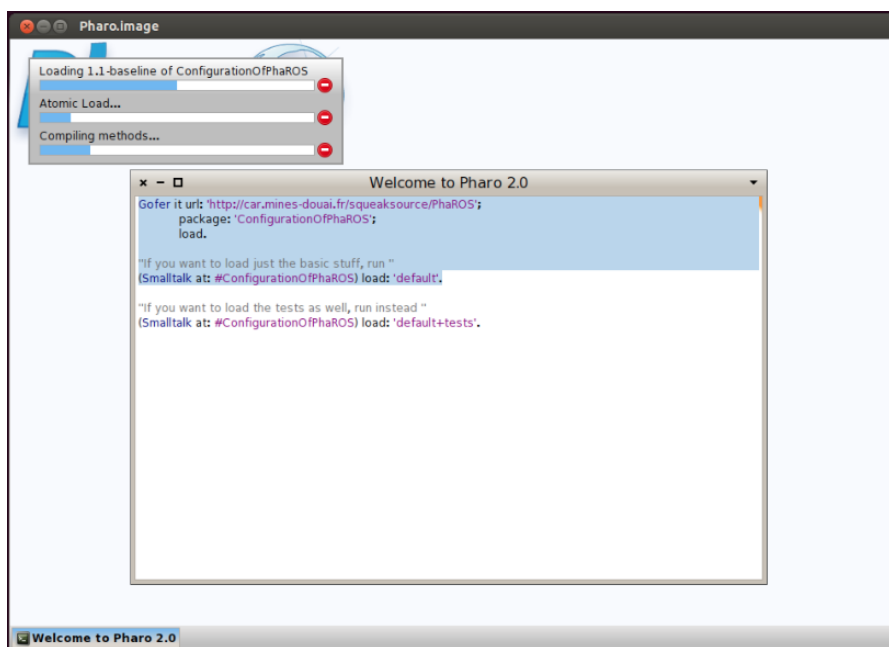 Pharo.image
Loading 1.1-baseline of ConfigurationOfPhaROS
Atomic Load...
Compiling methods...
Welcome to Pharo 2.0
Gofer it url: 'http://car.mines-douai.fr/squeaksource/PhaROS';
package: 'ConfigurationOfPhaROS';
load.
"If you want to load just the basic stuff, run "
(Smalltalk at: #ConfigurationOfPhaROS) load: 'default'.
"If you want to load the tests as well, run instead "
(Smalltalk at: #ConfigurationOfPhaROS) load: 'default+tests'.
Welcome to Pharo 2.0